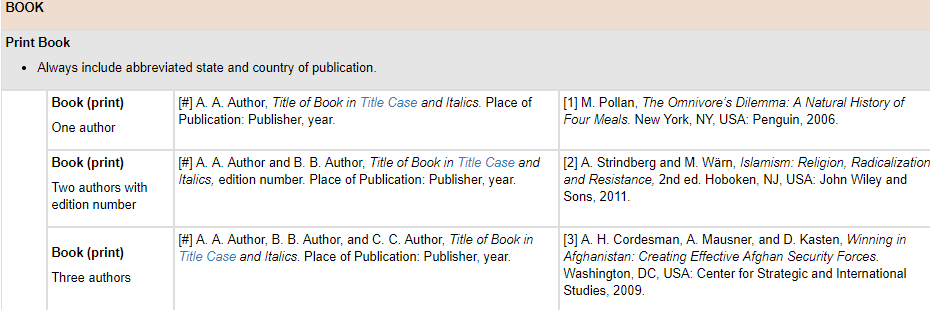 BOOK
Print Book
• Always include abbreviated state and country of publication.
Book (print)
One author
[#] A. A. Author, Title of Book in Title Case and Italics. Place of
Publication: Publisher, year.
[1] M. Pollan, The Omnivore's Dilemma: A Natural History of
Four Meals. New York, NY, USA: Penguin, 2006.
Book (print)
Two authors with
edition number
[#] A. A. Author and B. B. Author, Title of Book in Title Case and
Italics, edition number. Place of Publication: Publisher, year.
[2] A. Strindberg and M. Wärn, Islamism: Religion, Radicalization
and Resistance, 2nd ed. Hoboken, NJ, USA: John Wiley and
Sons, 2011.
Book (print)
Three authors
[#] A. A. Author, B. B. Author, and C. C. Author, Title of Book in
Title Case and Italics. Place of Publication: Publisher, year.
[3] A. H. Cordesman, A. Mausner, and D. Kasten, Winning in
Afghanistan: Creating Effective Afghan Security Forces.
Washington, DC, USA: Center for Strategic and International
Studies, 2009.